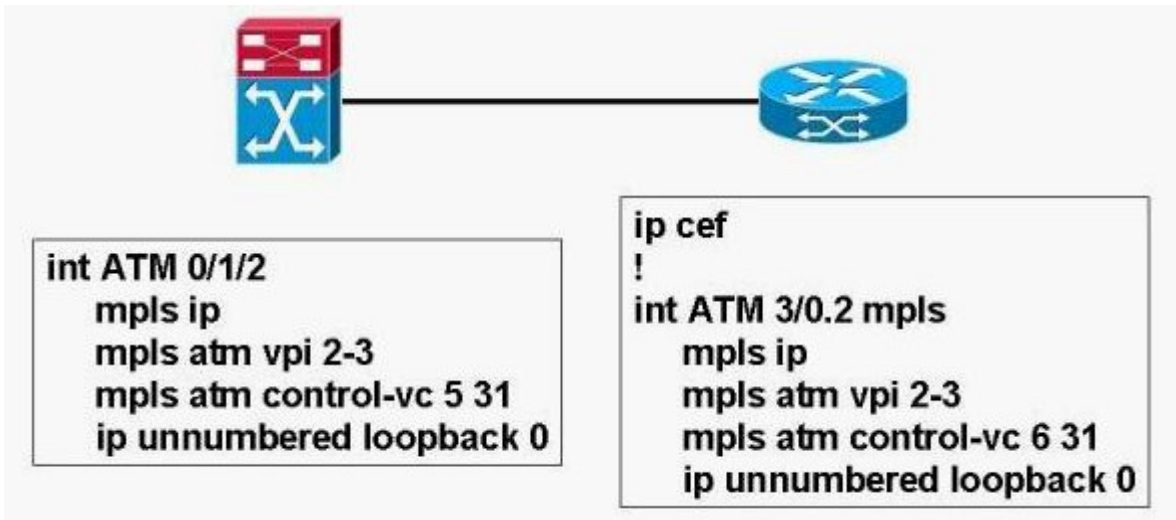 int ATM 0/1/2
mpls ip
mpls atm vpi 2-3
mpls atm control-vc 5 31
ip unnumbered loopback 0
ip cef
!
int ATM 3/0.2 mpls
mpls ip
mpls atm vpi 2-3
mpls atm control-vc 6 31
ip unnumbered loopback 0